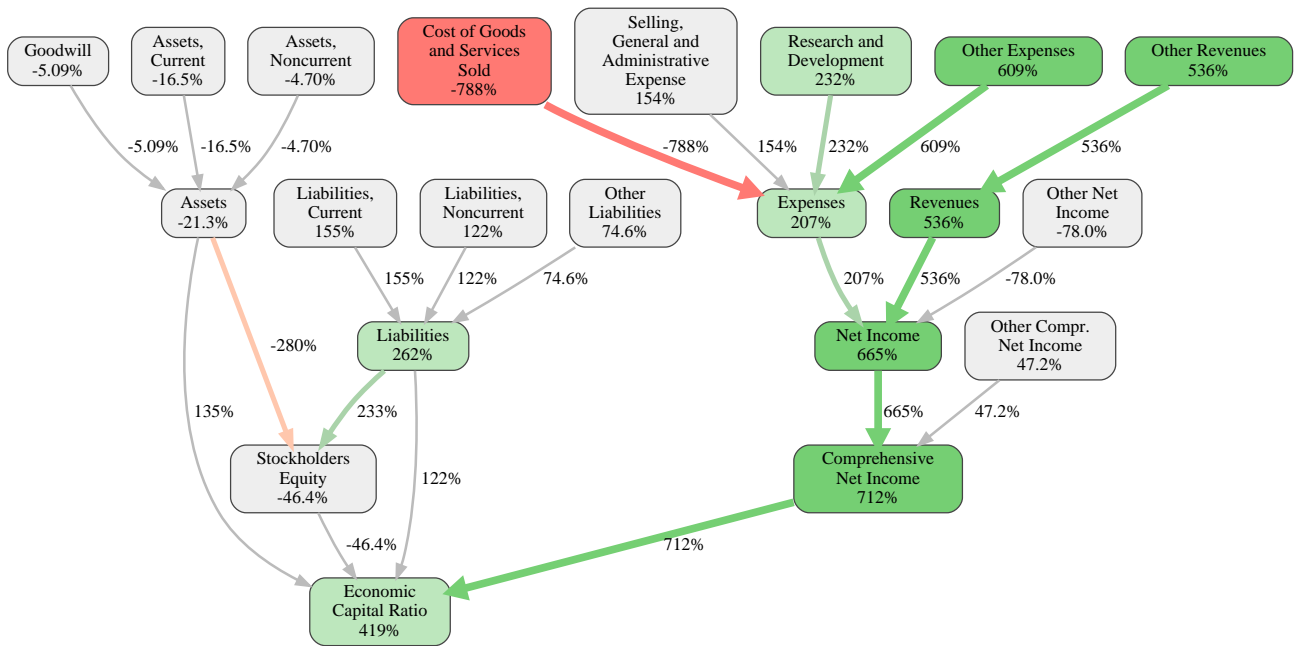 Goodwill
-5.09%
Assets,
Current
-16.5%
Assets,
Noncurrent
-4.70%
Cost of Goods
and Services
Sold
-788%
Selling,
General and
Administrative
Expense
154%
Research and
Development
232%
Other Expenses
609%
Other Revenues
536%
-5.09%
-16.5%
-4.70%
-788%
154%
232%
609%
536%
Assets
-21.3%
Liabilities,
Current
155%
Liabilities,
Noncurrent
122%
Other
Liabilities
74.6%
Expenses
207%
Revenues
536%
Other Net
Income
-78.0%
155%
122%
74.6%
207%
536%
-78.0%
-280%
Liabilities
262%
Net Income
665%
Other Compr.
Net Income
47.2%
135%
233%
665%
47.2%
Stockholders
Equity
-46.4%
122%
Comprehensive
Net Income
712%
-46.4%
712%
Economic
Capital Ratio
419%